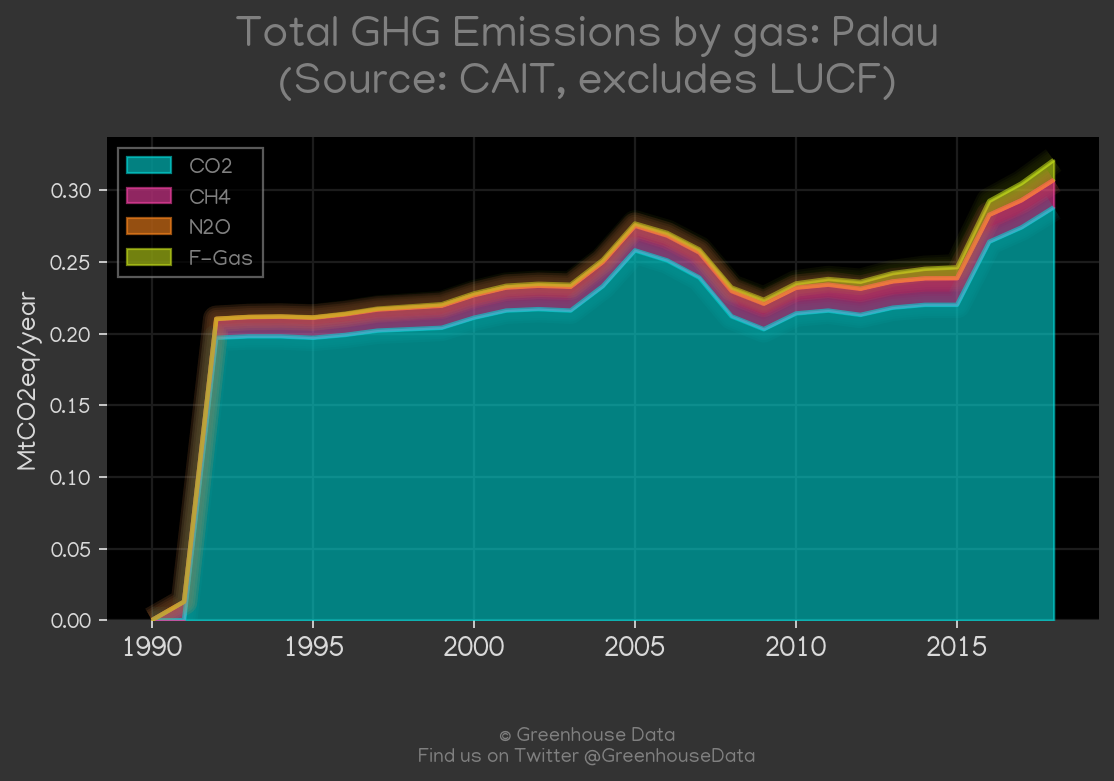 Total GHG Emissions by gas: Palau
(Source: CAIT, excludes LUCF)
CO2
CH4
N2O
F-Gas
MtCO2eq/year
0.30
0.25
0.20
0.15
0.10
0.05
0.00
1990 1995 2000 2005 2010 2015
© Greenhouse Data
Find us on Twitter @GreenhouseData